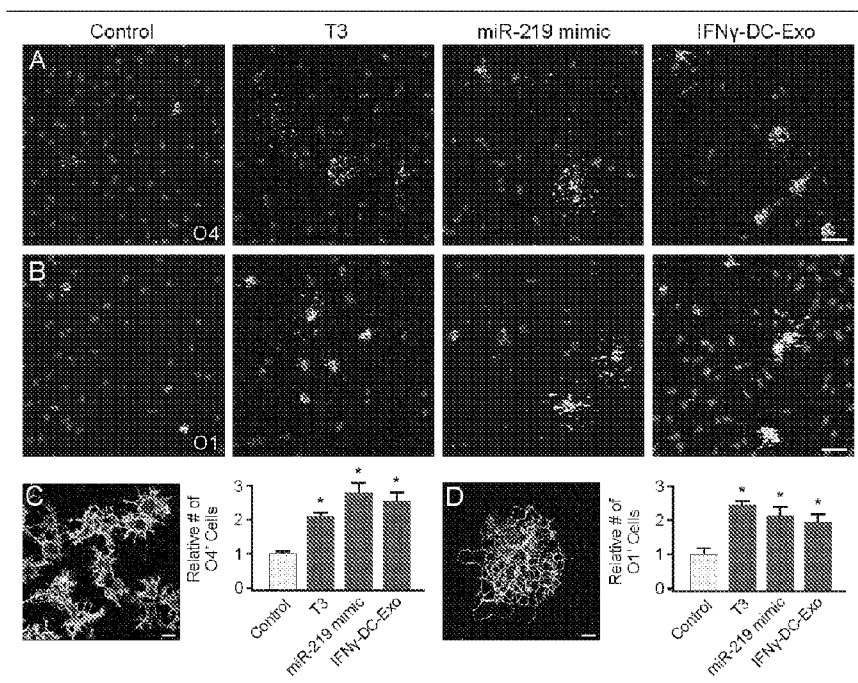 Control T3 miR-219 mimic IFNγ-DC-Exo
A
O4
B
O1
C
Relative # of
O4⁺ Cells
3
2
1
0
*
*
*
Control
T3
miR-219 mimic
IFNγ-DC-Exo
D
Relative # of
O1⁺ Cells
3
2
1
0
*
*
*
Control
T3
miR-219 mimic
IFNγ-DC-Exo